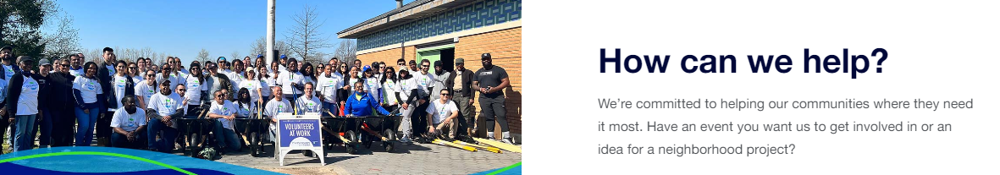 VOLUNTEERS
AT WORK
How can we help?
We’re committed to helping our communities where they need
it most. Have an event you want us to get involved in or an
idea for a neighborhood project?